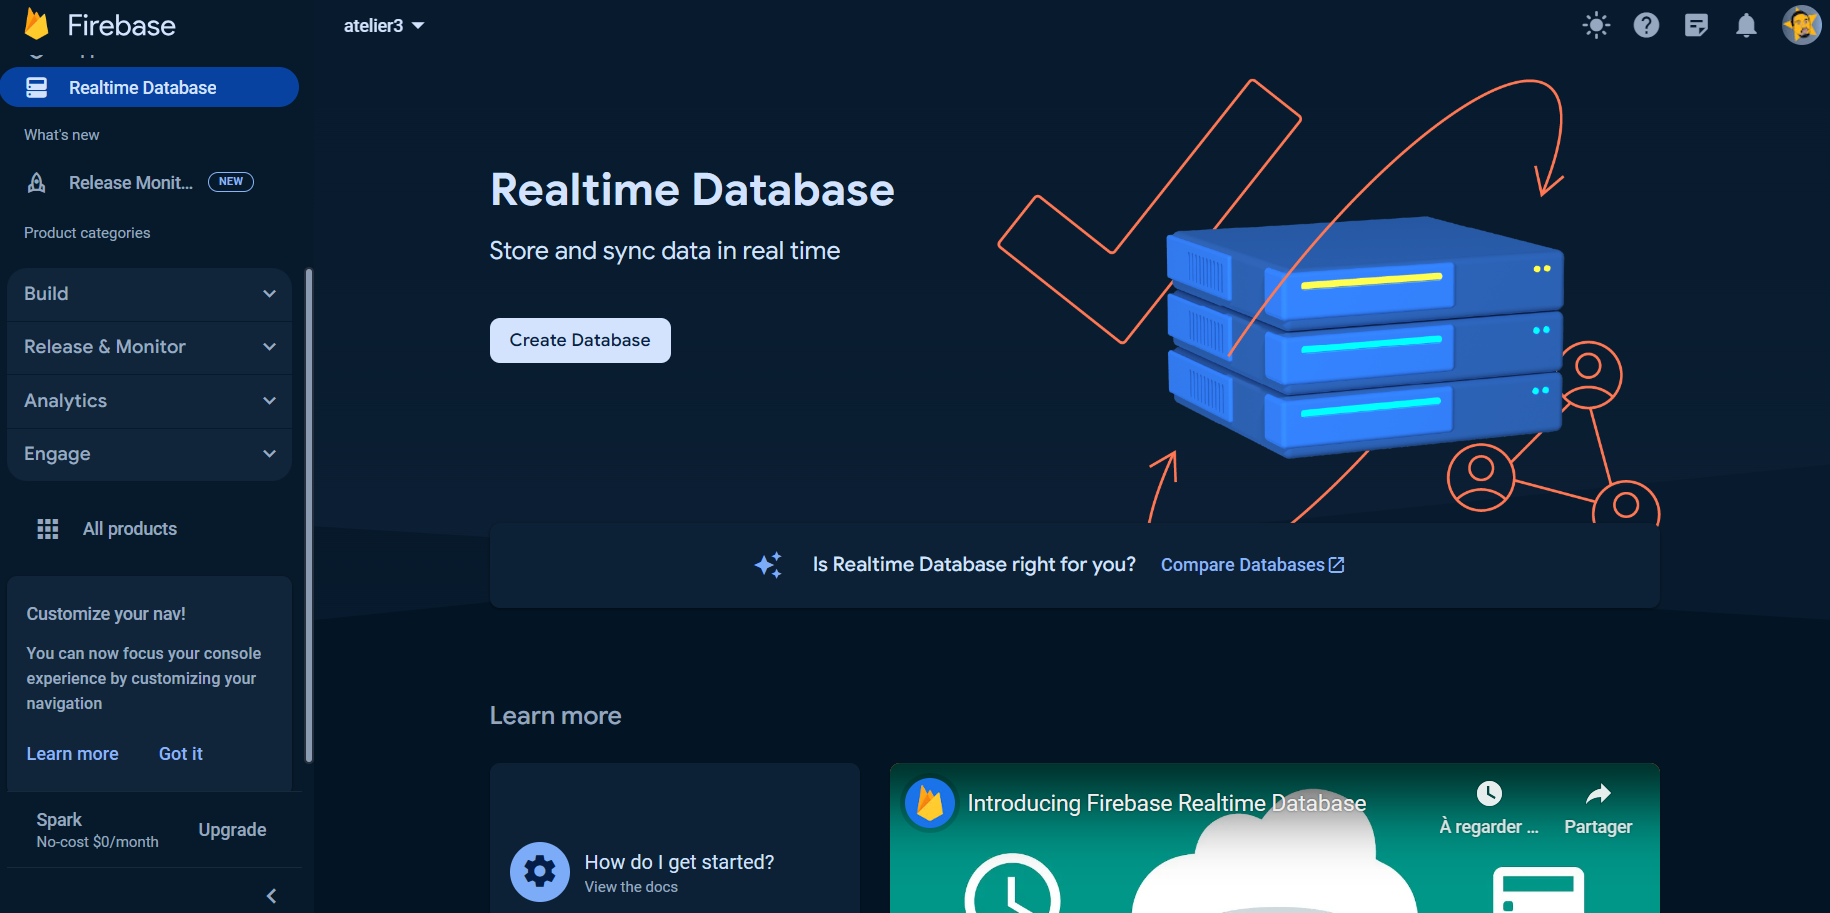 Firebase
atelier3
Realtime Database
What's new
Release Monit... NEW
Product categories
Build
Release & Monitor
Analytics
Engage
All products
Customize your nav!
You can now focus your console
experience by customizing your
navigation
Learn more Got it
Spark
No-cost $0/month
Upgrade
Realtime Database
Store and sync data in real time
Create Database
Is Realtime Database right for you? Compare Databases
Learn more
How do I get started?
View the docs
Introducing Firebase Realtime Database
À regarder ...
Partager